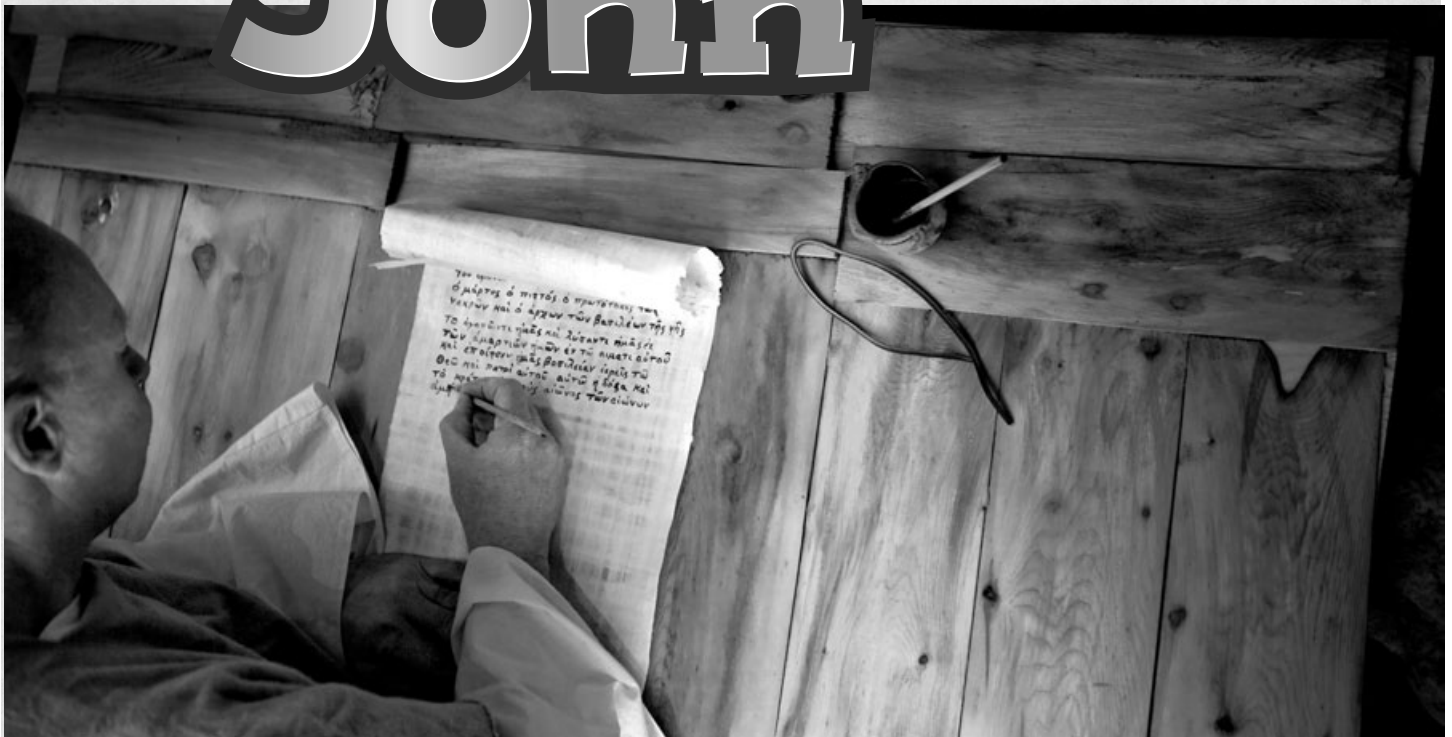 John
ὁ μάρτυς ὁ πιστός ὁ πρωτότοκος των
νεκρῶν καὶ ὁ ἄρχων τῶν βασιλέων τῆς γῆς
Τω ἀγαπῶντι ἡμᾶς καὶ λύσαντι ἡμᾶς ἐκ
τῶν ἁμαρτιῶν ἡμῶν ἐν τῷ αιματι αὐτοῦ
καὶ ἐποίησεν ἡμᾶς βασιλείαν ἱερεῖς τῷ
Θεῷ καὶ πατρὶ αὐτοῦ αὐτῷ ἡ δόξα καὶ
τὸ αἰῶνας τῶν αἰώνων